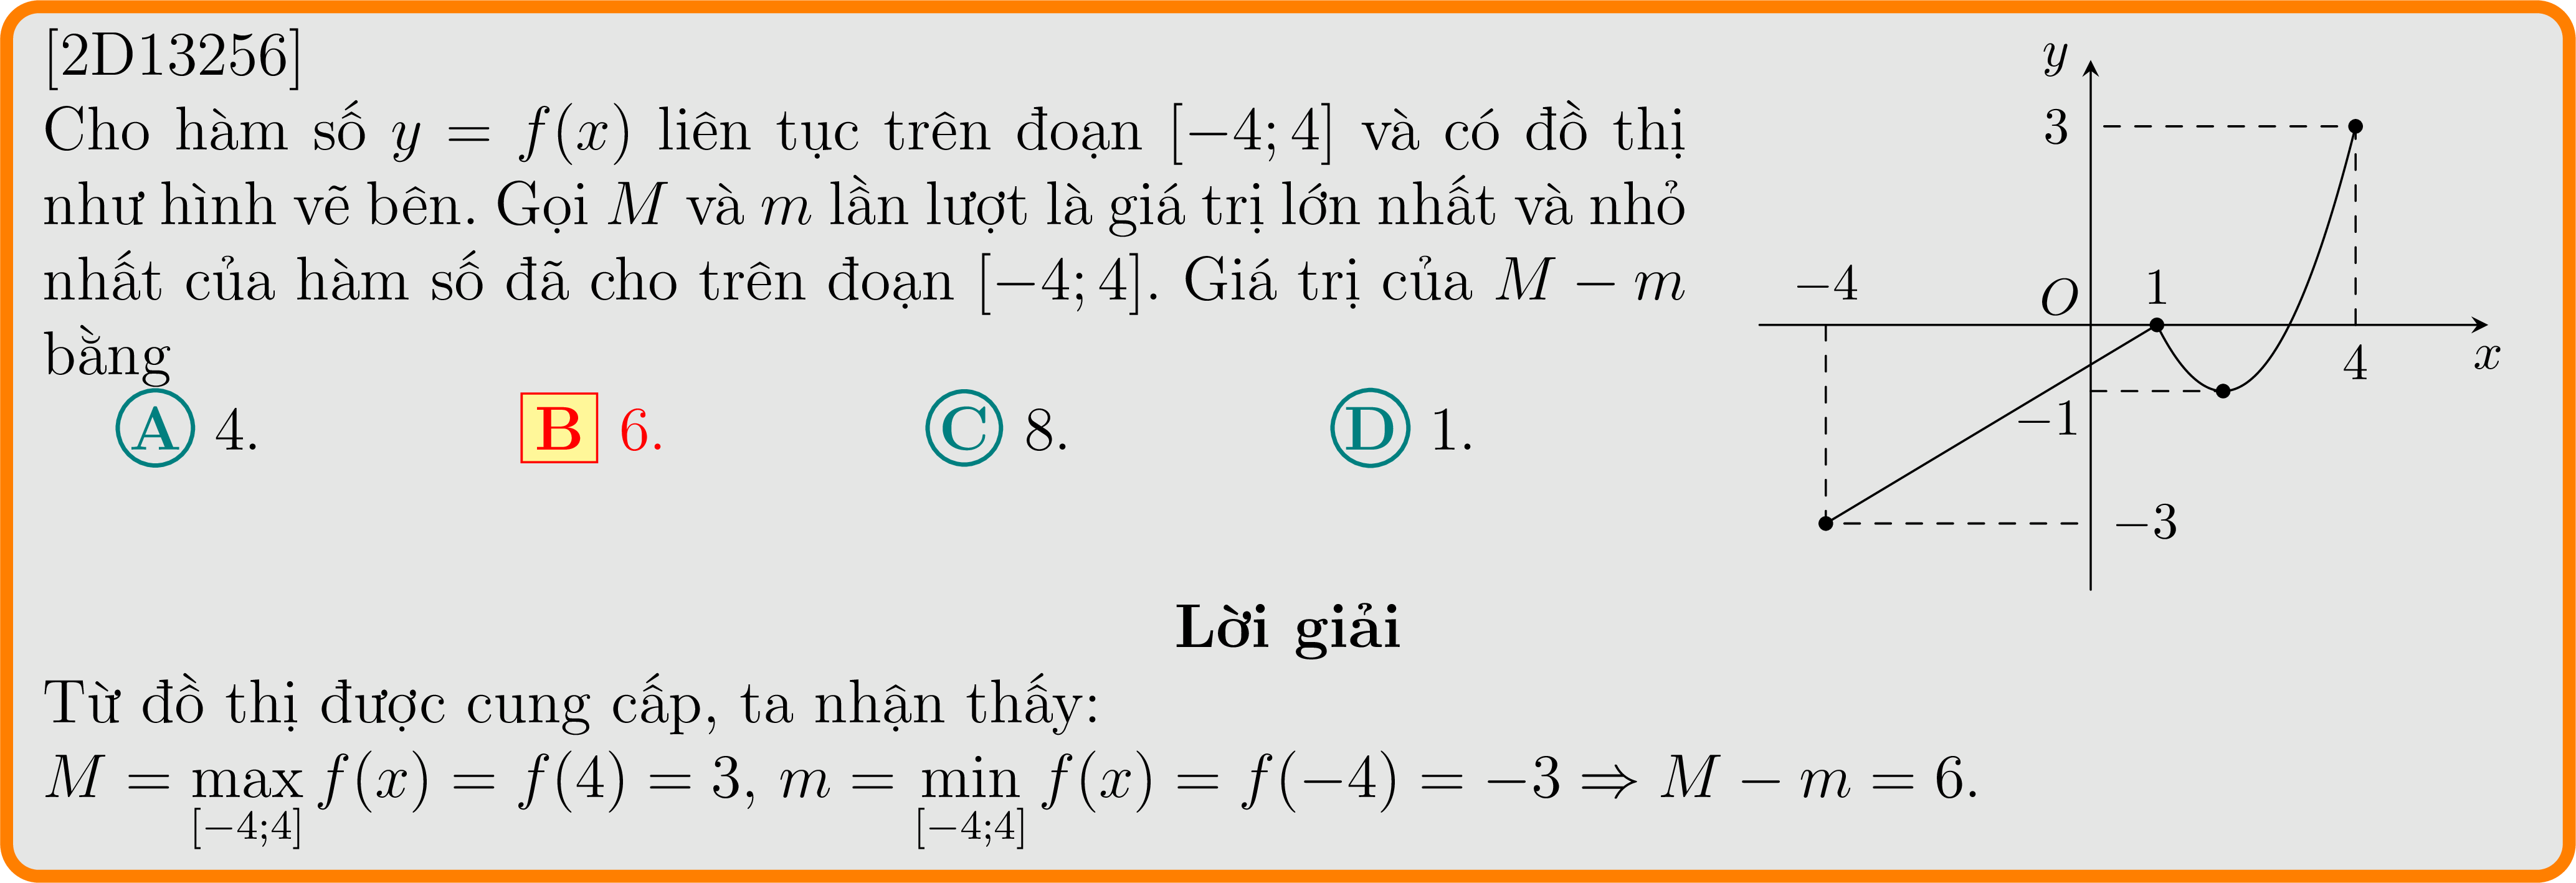 [2D13256]
Cho hàm số y = f(x) liên tục trên đoạn [−4; 4] và có đồ thị
như hình vẽ bên. Gọi M và m lần lượt là giá trị lớn nhất và nhỏ
nhất của hàm số đã cho trên đoạn [−4; 4]. Giá trị của M − m
bằng
A 4. B 6. C 8. D 1.
y
3
−4
O
1
4
x
−1
−3
Lời giải
Từ đồ thị được cung cấp, ta nhận thấy:
M = max f(x) = f(4) = 3, m = min f(x) = f(−4) = −3 ⇒ M − m = 6.
[−4;4] [−4;4]